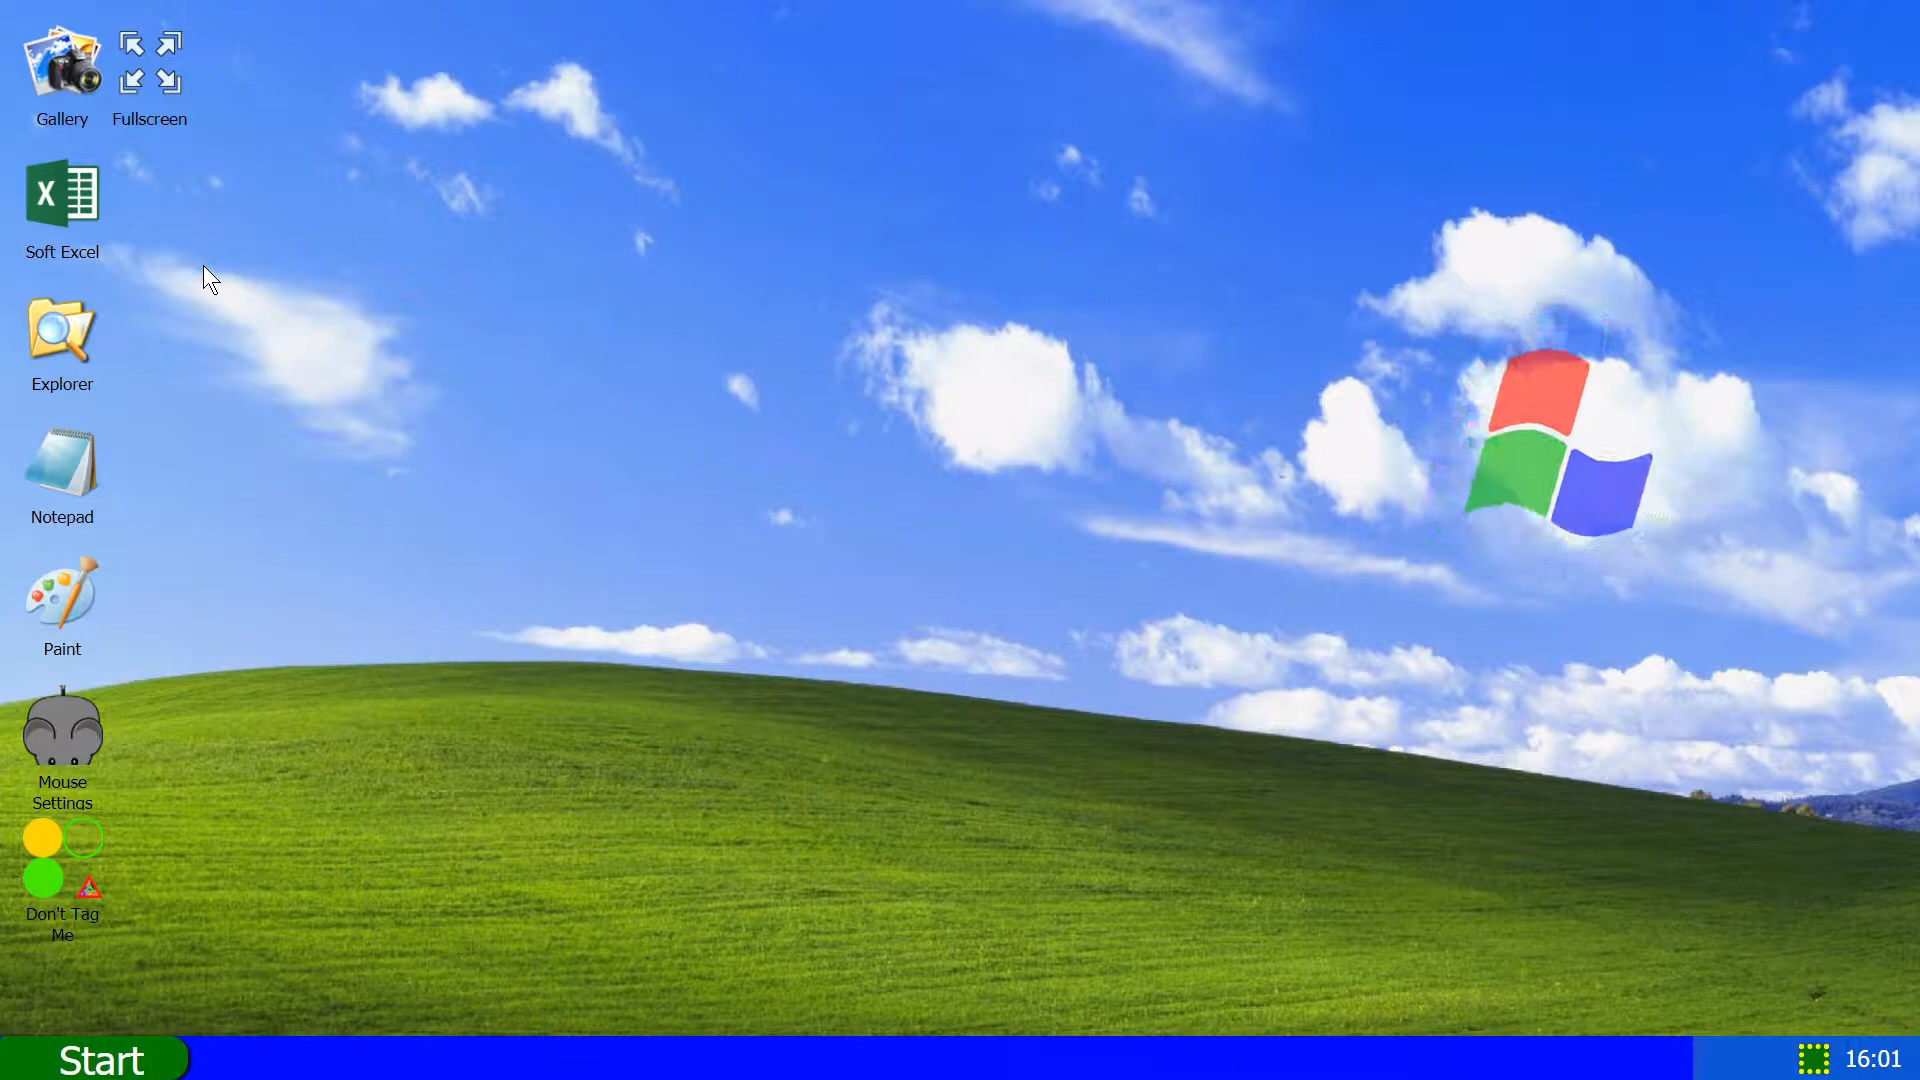 Gallery
Fullscreen
Soft Excel
Explorer
Notepad
Paint
Mouse
Settings
Don't Tag
Me
Start
16:01